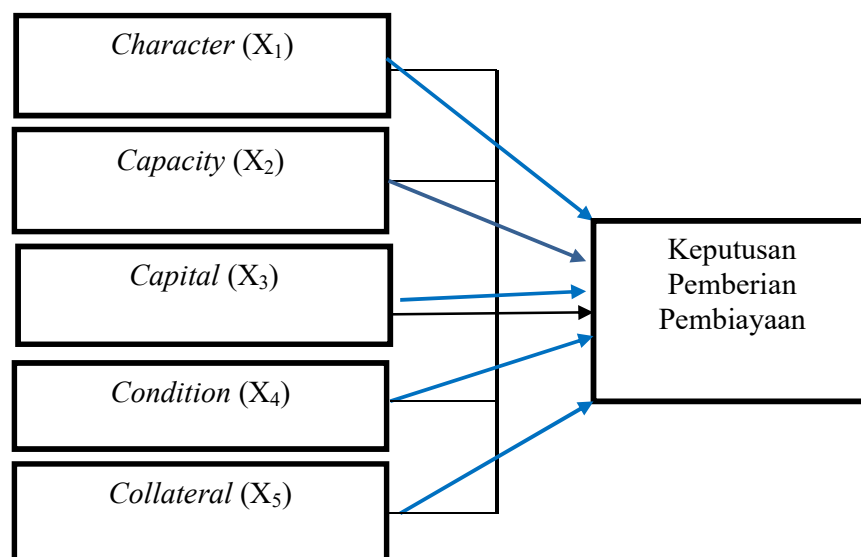 Character (X₁)
Capacity (X₂)
Capital (X₃)
Condition (X₄)
Collateral (X₅)
Keputusan
Pemberian
Pembiayaan